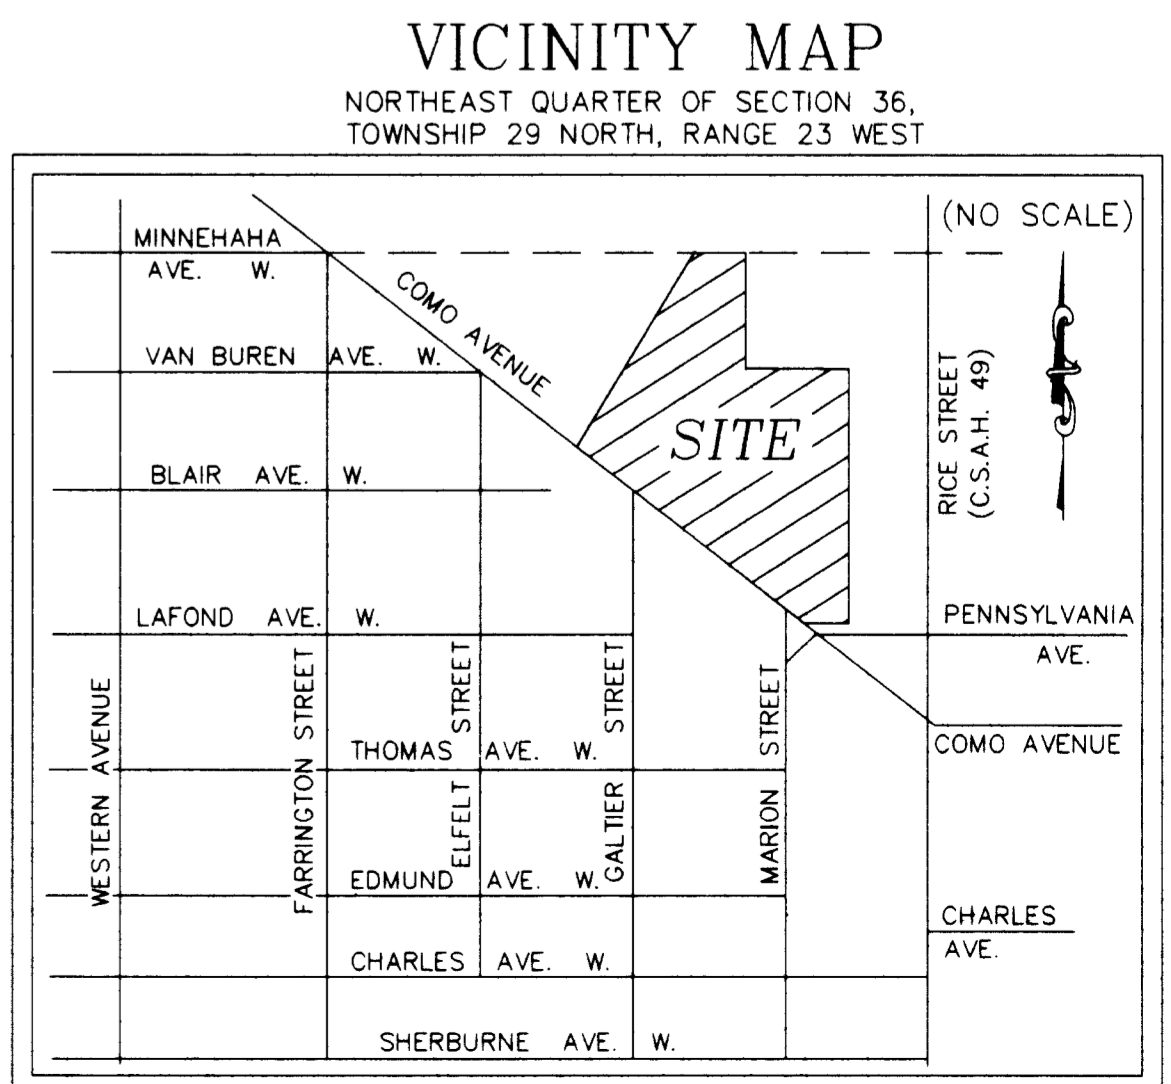 VICINITY MAP
NORTHEAST QUARTER OF SECTION 36,
TOWNSHIP 29 NORTH, RANGE 23 WEST
(NO SCALE)
MINNEHAHA
AVE. W.
COMO AVENUE
VAN BUREN AVE. W.
RICE STREET
(C.S.A.H. 49)
SITE
BLAIR AVE. W.
LAFOND AVE. W.
PENNSYLVANIA
AVE.
WESTERN AVENUE
FARRINGTON STREET
ELFELT STREET
GALTIER STREET
MARION STREET
COMO AVENUE
THOMAS AVE. W.
EDMUND AVE. W.
CHARLES
AVE.
CHARLES AVE. W.
SHERBURNE AVE. W.